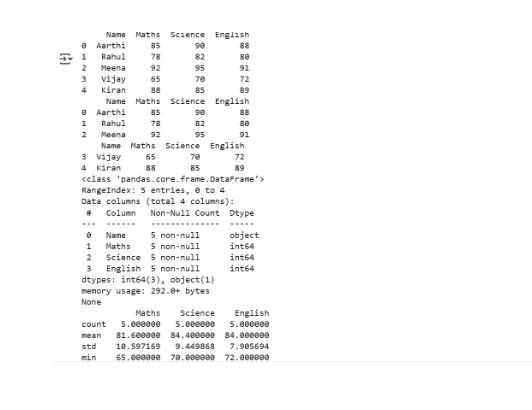 Name Maths Science English
0 Aarthi 85 90 88
1 Rahul 78 82 80
2 Meena 92 95 91
3 Vijay 65 70 72
4 Kiran 88 85 89
Name Maths Science English
0 Aarthi 85 90 88
1 Rahul 78 82 80
2 Meena 92 95 91
Name Maths Science English
3 Vijay 65 70 72
4 Kiran 88 85 89
<class 'pandas.core.frame.DataFrame'>
RangeIndex: 5 entries, 0 to 4
Data columns (total 4 columns):
# Column Non-Null Count Dtype
--- ------ -------------- -----
0 Name 5 non-null object
1 Maths 5 non-null int64
2 Science 5 non-null int64
3 English 5 non-null int64
dtypes: int64(3), object(1)
memory usage: 292.0+ bytes
None
Maths Science English
count 5.000000 5.000000 5.000000
mean 81.600000 84.400000 84.000000
std 10.597169 9.449868 7.905694
min 65.000000 70.000000 72.000000